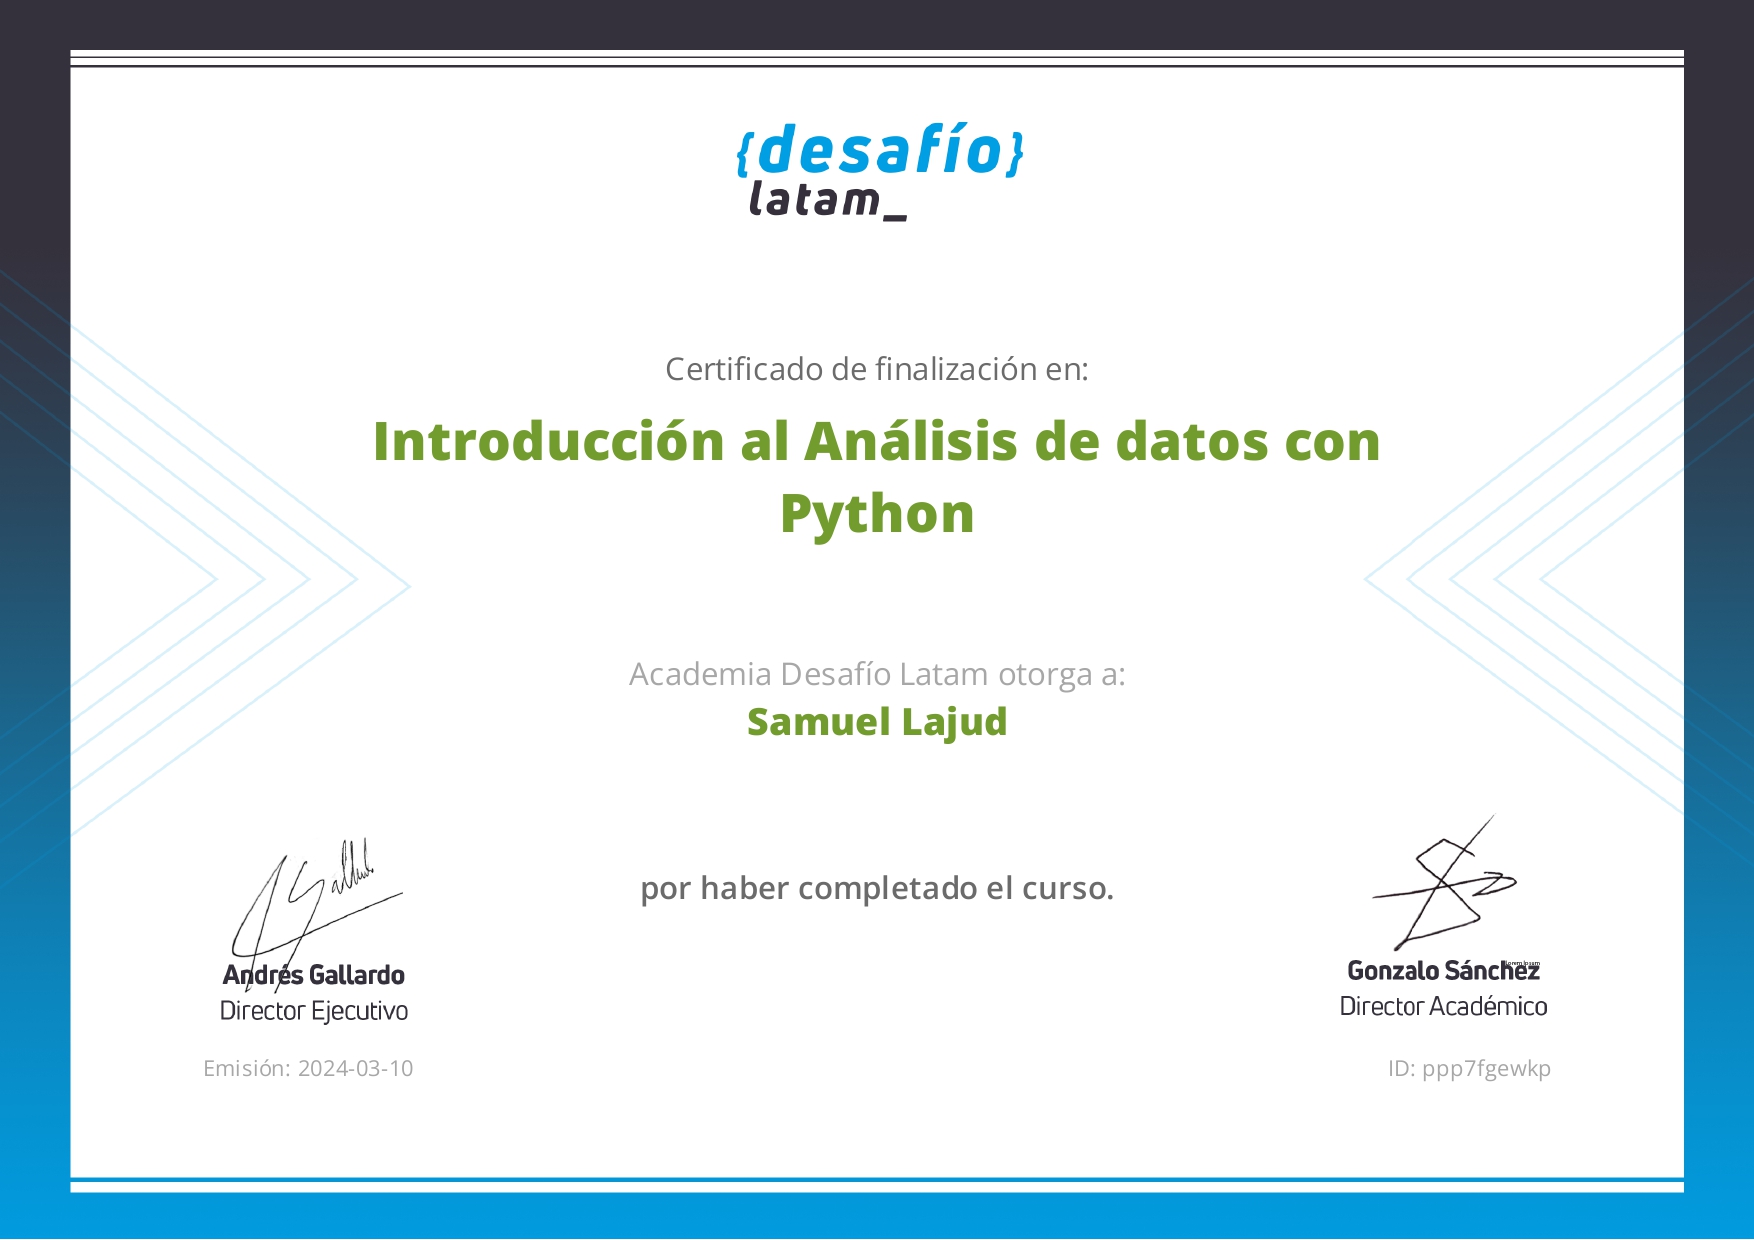 {desafío}
latam_
Certificado de finalización en:
Introducción al Análisis de datos con
Python
Academia Desafío Latam otorga a:
Samuel Lajud
por haber completado el curso.
Andrés Gallardo
Director Ejecutivo
Gonzalo Sánchez
Lorem Ipsum
Director Académico
Emisión: 2024-03-10
ID: ppp7fgewkp